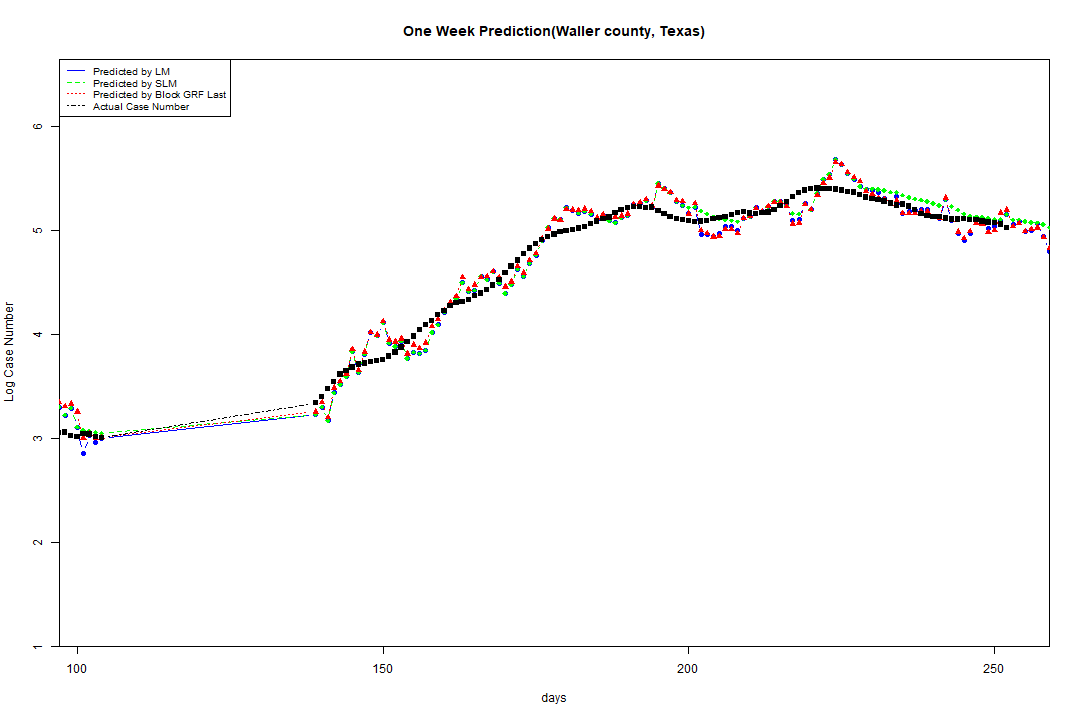 One Week Prediction(Waller county, Texas)
Predicted by LM
Predicted by SLM
Predicted by Block GRF Last
Actual Case Number
6
5
4
3
2
1
Log Case Number
100 150 200 250
days